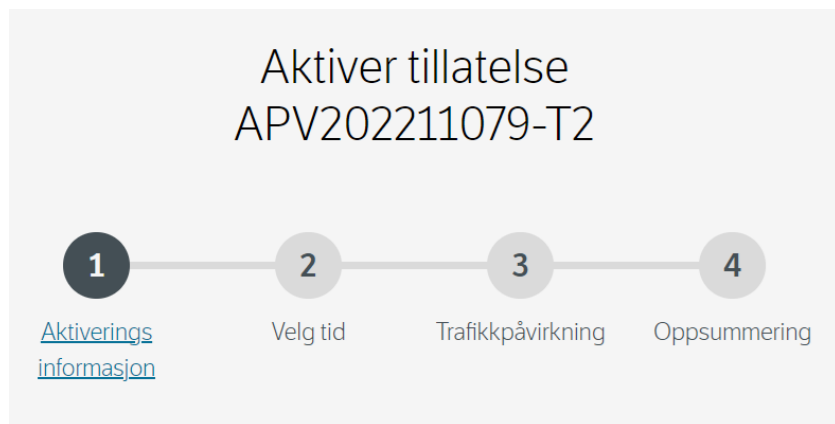 Aktiver tillatelse
APV202211079-T2
1
2
3
4
Aktiverings
informasjon
Velg tid
Trafikkpåvirkning
Oppsummering